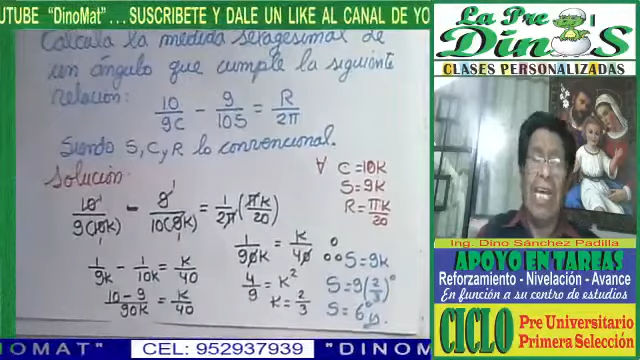 UTUBE "DinoMat" ...SUSCRIBETE Y DALE UN LIKE AL CANAL DE YO
Calcula la medida sexagesimal de
un ángulo que cumple la siguiente
relación:
10/9C - 9/10S = R/2π
Siendo S, C y R lo convencional.
Solución
∀ C=10K
S=9K
R=πK/20
10/9(10K) - 9/10(9K) = 1/2π(πK/20)
1/9K - 1/10K = K/40
10-9/90K = K/40
1/90K = K/40
4/9 = K²
K = 2/3
S=9K
S=9(2/3)°
S=6°
DINOMAT" CEL: 952937939 "DINOM
La Pre
DinoS
CLASES PERSONALIZADAS
Ing. Dino Sánchez Padilla
APOYO EN TAREAS
Reforzamiento - Nivelación - Avance
En función a su centro de estudios
CICLO Pre Universitario
Primera Selección